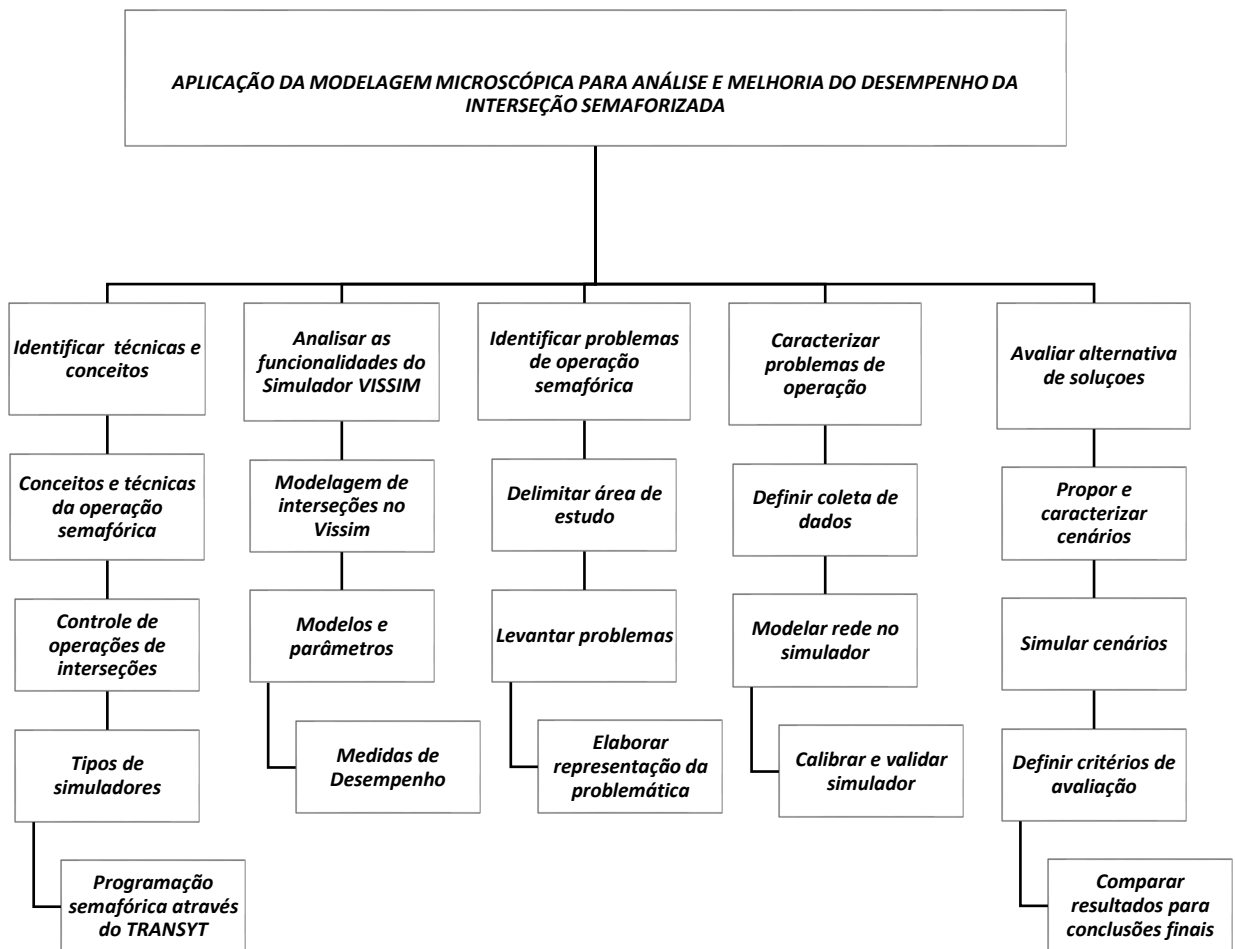 APLICAÇÃO DA MODELAGEM MICROSCÓPICA PARA ANÁLISE E MELHORIA DO DESEMPENHO DA
INTERSEÇÃO SEMAFORIZADA
Identificar técnicas e
conceitos
Conceitos e técnicas
da operação
semafórica
Controle de
operações de
interseções
Tipos de
simuladores
Programação
semafórica através
do TRANSYT
Analisar as
funcionalidades do
Simulador VISSIM
Modelagem de
interseções no
Vissim
Modelos e
parâmetros
Medidas de
Desempenho
Identificar problemas
de operação
semafórica
Delimitar área de
estudo
Levantar problemas
Elaborar
representação da
problemática
Caracterizar
problemas de
operação
Definir coleta de
dados
Modelar rede no
simulador
Calibrar e validar
simulador
Avaliar alternativa
de soluçoes
Propor e
caracterizar
cenários
Simular cenários
Definir critérios de
avaliação
Comparar
resultados para
conclusões finais